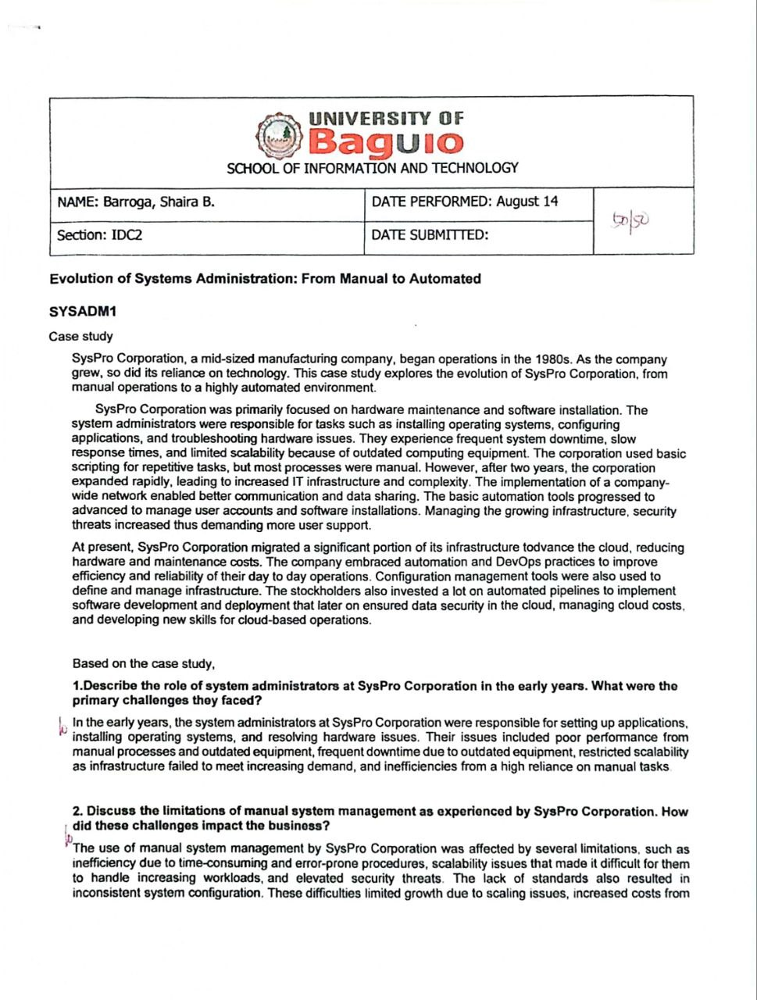 UNIVERSITY OF
Baguio
SCHOOL OF INFORMATION AND TECHNOLOGY
NAME: Barroga, Shaira B.
DATE PERFORMED: August 14
50/50
Section: IDC2
DATE SUBMITTED:
Evolution of Systems Administration: From Manual to Automated
SYSADM1
Case study
SysPro Corporation, a mid-sized manufacturing company, began operations in the 1980s. As the company
grew, so did its reliance on technology. This case study explores the evolution of SysPro Corporation, from
manual operations to a highly automated environment.
SysPro Corporation was primarily focused on hardware maintenance and software installation. The
system administrators were responsible for tasks such as installing operating systems, configuring
applications, and troubleshooting hardware issues. They experience frequent system downtime, slow
response times, and limited scalability because of outdated computing equipment. The corporation used basic
scripting for repetitive tasks, but most processes were manual. However, after two years, the corporation
expanded rapidly, leading to increased IT infrastructure and complexity. The implementation of a company-
wide network enabled better communication and data sharing. The basic automation tools progressed to
advanced to manage user accounts and software installations. Managing the growing infrastructure, security
threats increased thus demanding more user support.
At present, SysPro Corporation migrated a significant portion of its infrastructure todvance the cloud, reducing
hardware and maintenance costs. The company embraced automation and DevOps practices to improve
efficiency and reliability of their day to day operations. Configuration management tools were also used to
define and manage infrastructure. The stockholders also invested a lot on automated pipelines to implement
software development and deployment that later on ensured data security in the cloud, managing cloud costs,
and developing new skills for cloud-based operations.
Based on the case study,
1.Describe the role of system administrators at SysPro Corporation in the early years. What were the
primary challenges they faced?
In the early years, the system administrators at SysPro Corporation were responsible for setting up applications,
installing operating systems, and resolving hardware issues. Their issues included poor performance from
manual processes and outdated equipment, frequent downtime due to outdated equipment, restricted scalability
as infrastructure failed to meet increasing demand, and inefficiencies from a high reliance on manual tasks
2. Discuss the limitations of manual system management as experienced by SysPro Corporation. How
did these challenges impact the business?
The use of manual system management by SysPro Corporation was affected by several limitations, such as
inefficiency due to time-consuming and error-prone procedures, scalability issues that made it difficult for them
to handle increasing workloads, and elevated security threats. The lack of standards also resulted in
inconsistent system configuration. These difficulties limited growth due to scaling issues, increased costs from